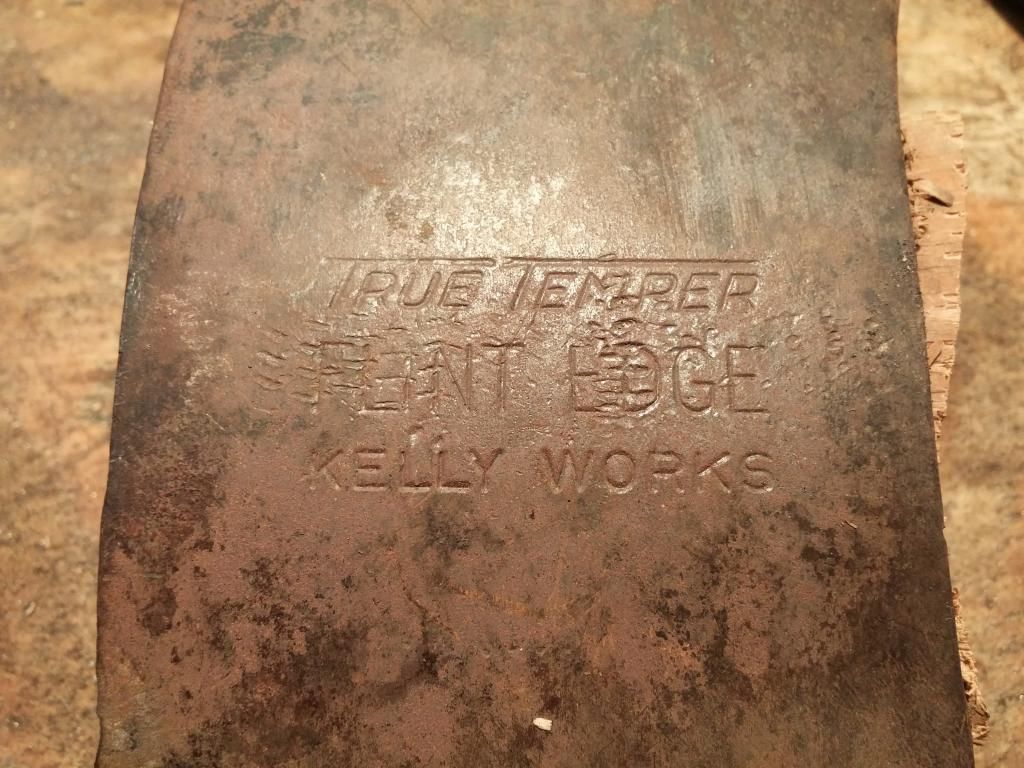 TRUE TEMPER
FLINT EDGE
KELLY WORKS